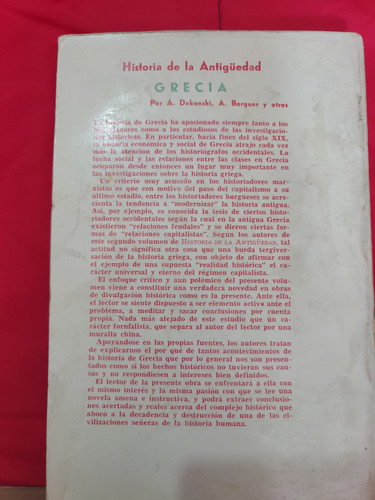 Historia de la Antigüedad
GRECIA
Por A. Dekonski, A. Berguer y otros
La historia de Grecia ha apasionado siempre tanto a los
historiadores como a los estudiosos de las investigacio-
nes históricas. En particular, hacia fines del siglo XIX,
la historia económica y social de Grecia atrajo cada vez
más la atención de los historiógrafos occidentales. La
lucha social y las relaciones entre las clases en Grecia
ocuparon desde entonces un lugar muy importante en
las investigaciones sobre la historia griega.
Un criterio muy acusado en los historiadores mar-
xistas es que con motivo del paso del capitalismo a su
último estadio, entre los historiadores burgueses se acre-
cienta la tendencia a "modernizar" la historia antigua.
Así, por ejemplo, es conocida la tesis de ciertos histo-
riadores occidentales según la cual en la antigua Grecia
existieron "relaciones feudales" y se dieron ciertas for-
mas de "relaciones capitalistas". Según los autores de
este segundo volumen de HISTORIA DE LA ANTIGÜEDAD, tal
actitud no significa otra cosa que una burda tergiver-
sación de la historia griega, con objeto de afirmar con
el ejemplo de una supuesta "realidad histórica" el ca-
rácter universal y eterno del régimen capitalista.
El enfoque crítico y aun polémico del presente volu-
men viene a constituir una verdadera novedad en obras
de divulgación histórica como es la presente. Ante ella,
el lector se siente dispuesto a ser elemento activo ante el
problema, a meditar y sacar conclusiones por cuenta
propia. Nada más alejado de este estudio que un ca-
rácter formalista, que separa al autor del lector por una
muralla china.
Apoyándose en las propias fuentes, los autores tratan
de explicarnos el por qué de tantos acontecimientos de
la historia de Grecia que por lo general nos son presen-
tados como si los hechos históricos no tuvieran sus cau-
sas y no respondiesen a intereses bien definidos.
El lector de la presente obra se enfrentará a ella con
el mismo interés y la misma pasión con que se lee una
novela amena e instructiva, y podrá extraer conclusio-
nes acertadas y reales acerca del complejo histórico que
abocó a la decadencia y destrucción de una de las ci-
vilizaciones señeras de la historia humana.